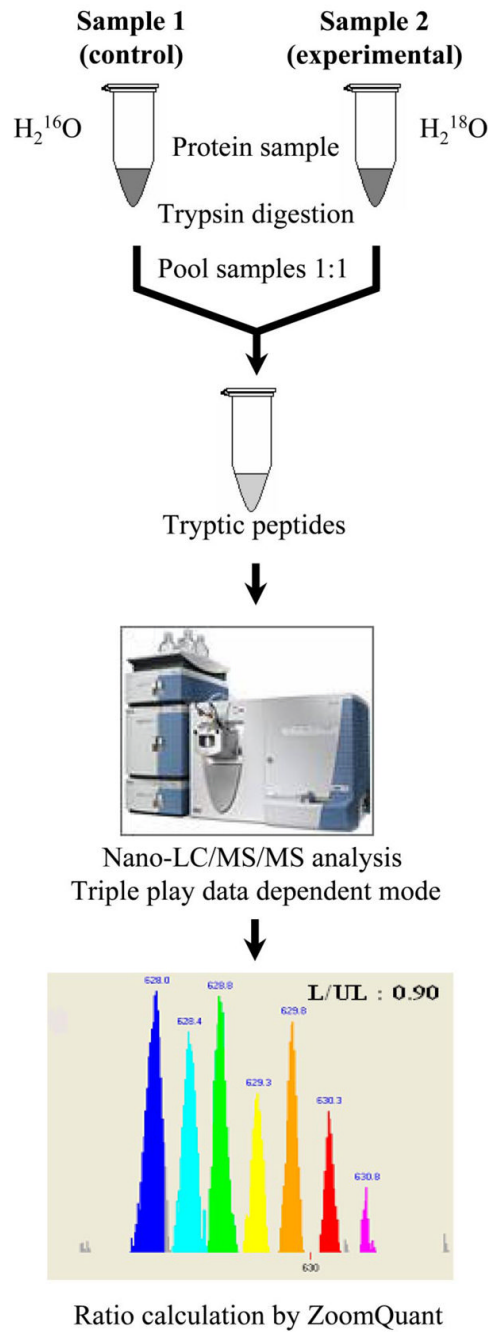 Sample 1
(control)
Sample 2
(experimental)
H₂¹⁶O
H₂¹⁸O
Protein sample
Trypsin digestion
Pool samples 1:1
Tryptic peptides
Nano-LC/MS/MS analysis
Triple play data dependent mode
L/UL : 0.90
628.0
628.4
628.8
629.3
629.8
630.3
630.8
630
Ratio calculation by ZoomQuant